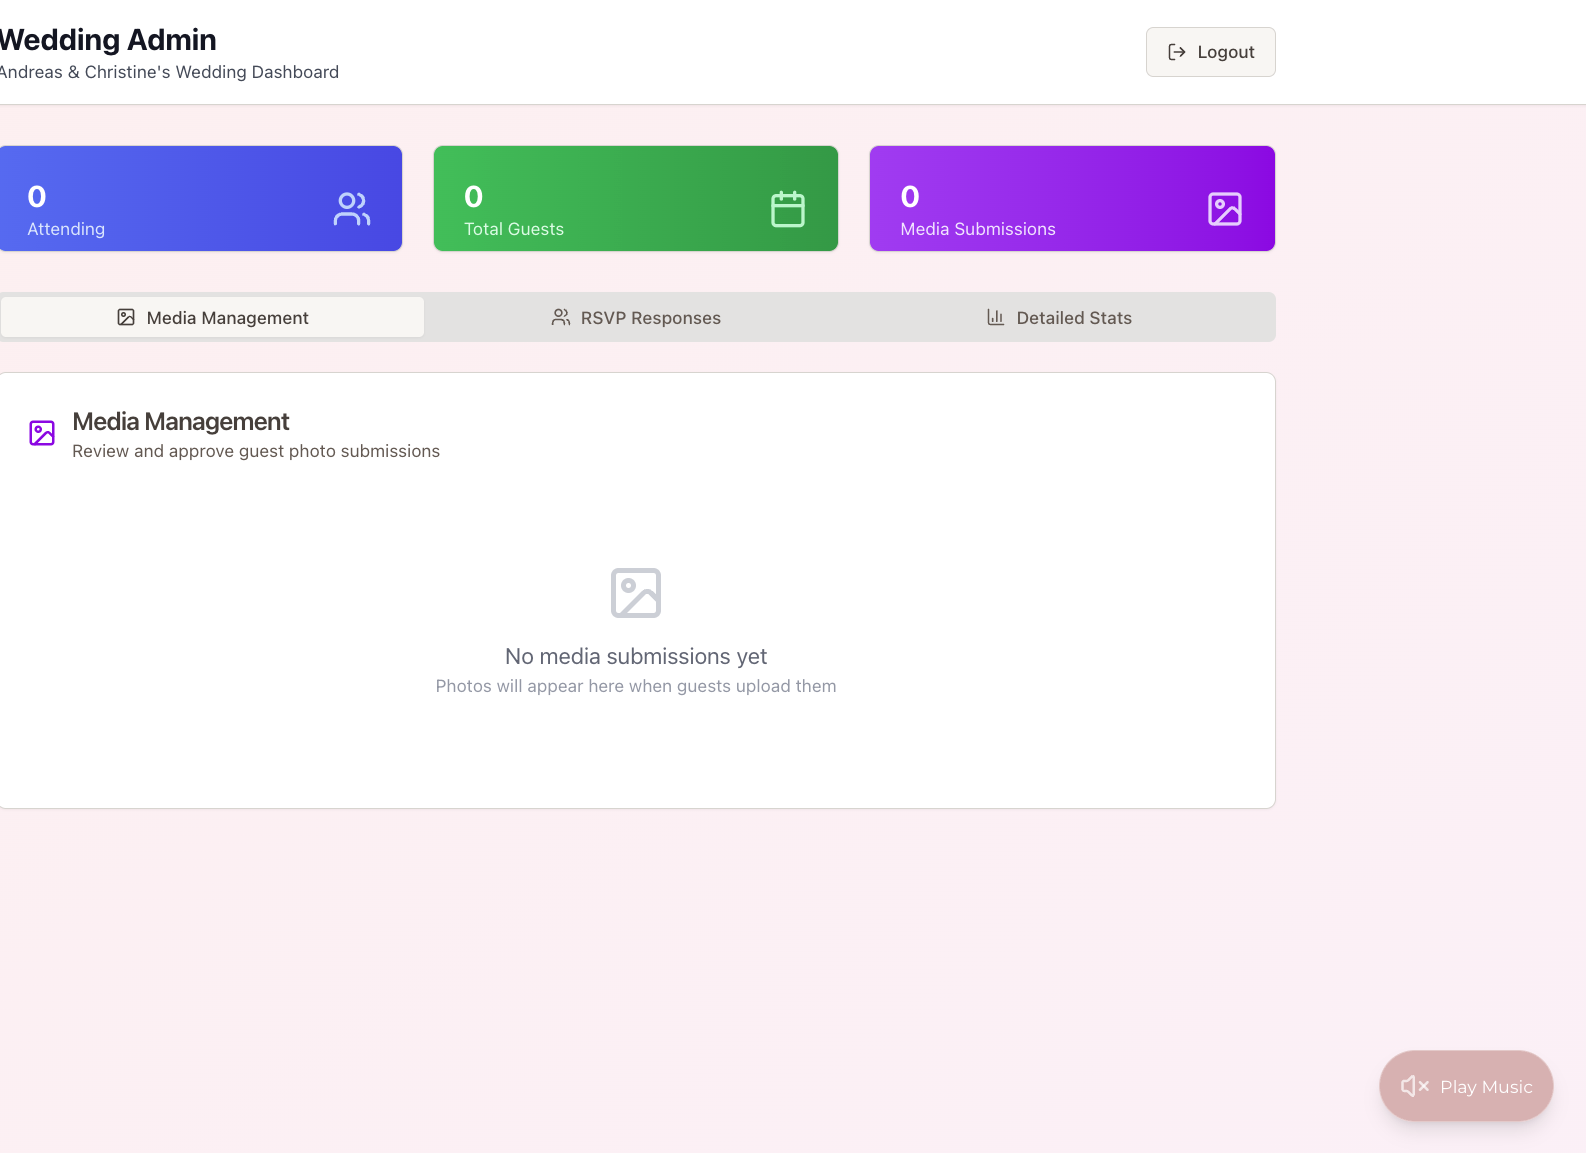 Wedding Admin
Andreas & Christine's Wedding Dashboard
Logout
0
Attending
0
Total Guests
0
Media Submissions
Media Management
RSVP Responses
Detailed Stats
Media Management
Review and approve guest photo submissions
No media submissions yet
Photos will appear here when guests upload them
Play Music